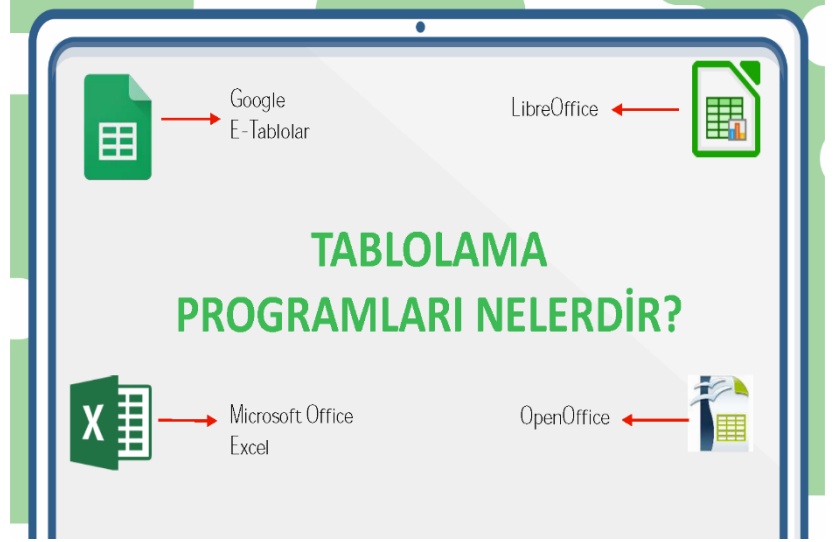 Google
E-Tablolar
LibreOffice
TABLOLAMA
PROGRAMLARI NELERDİR?
X
Microsoft Office
Excel
OpenOffice